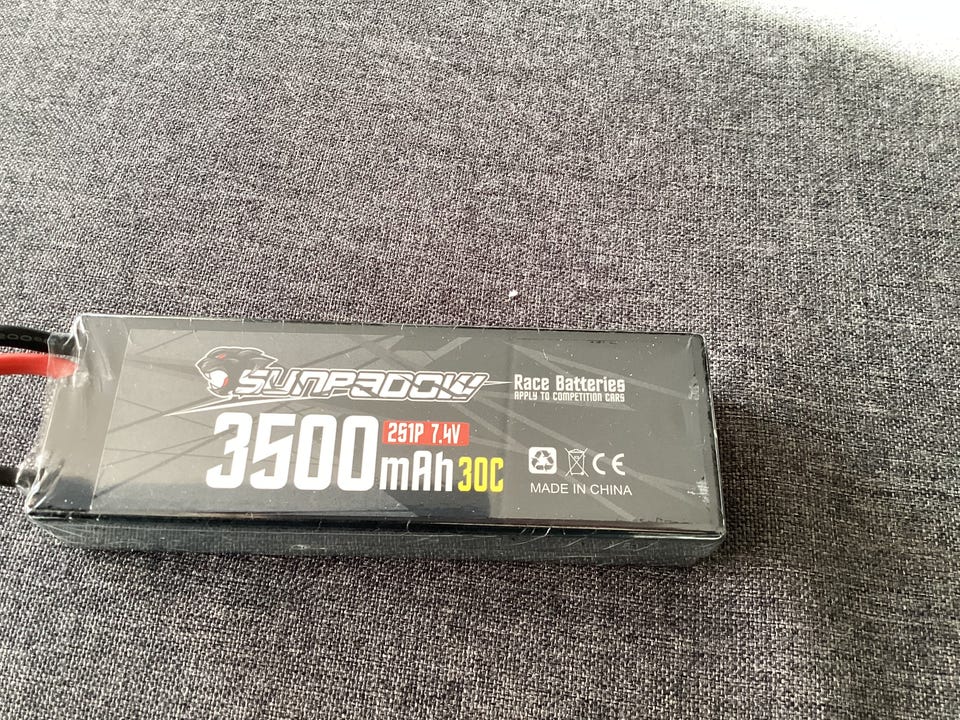 SUNPADOW
Race Batteries
APPLY TO COMPETITION CARS
3500mAh 2S1P 7.4V 30C
CE
MADE IN CHINA